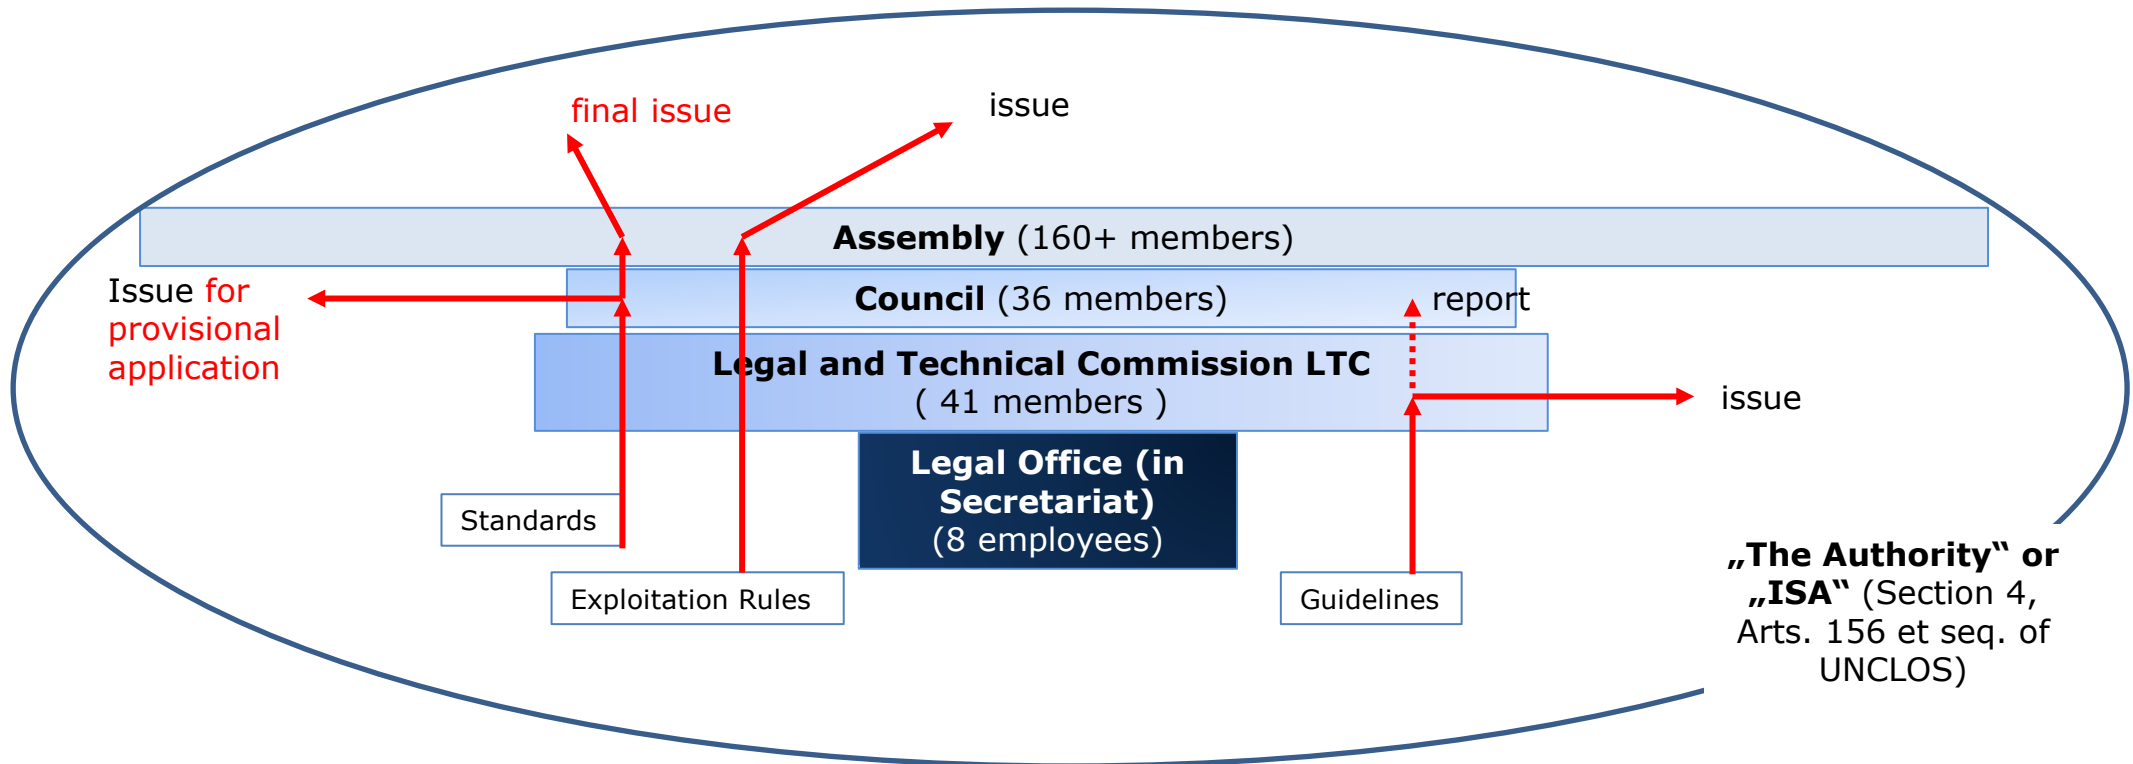 final issue
issue
Assembly (160+ members)
Issue for
provisional
application
Council (36 members)
report
Legal and Technical Commission LTC
( 41 members )
issue
Legal Office (in
Secretariat)
(8 employees)
Standards
Exploitation Rules
Guidelines
„The Authority“ or
„ISA“ (Section 4,
Arts. 156 et seq. of
UNCLOS)